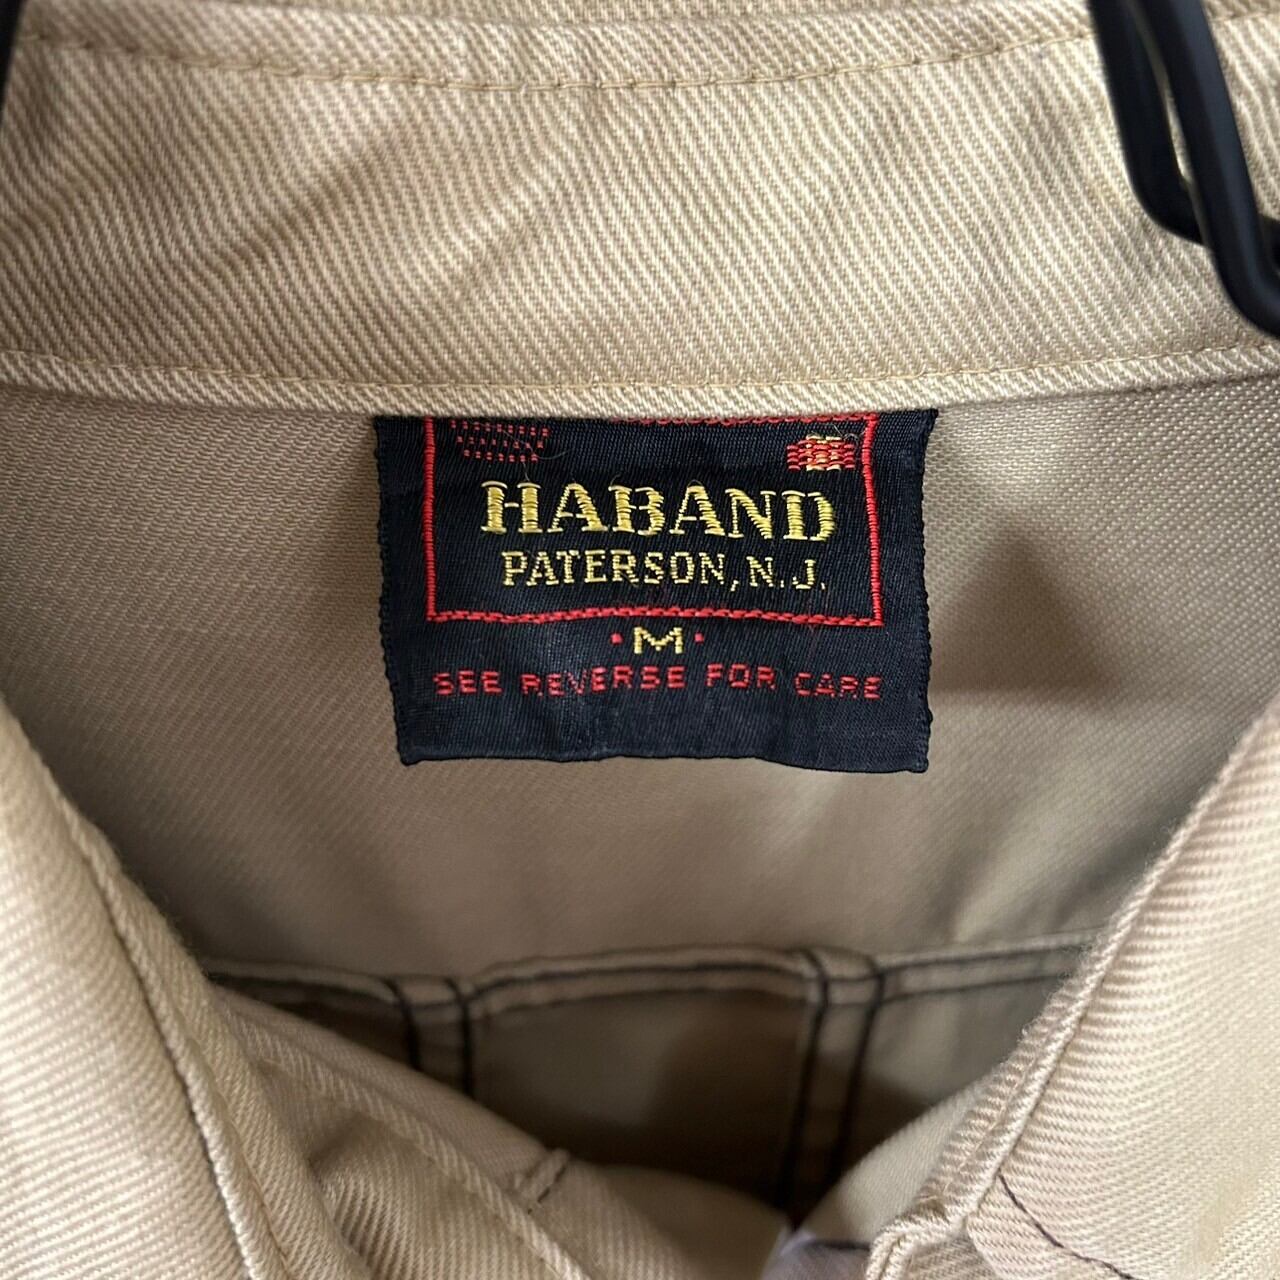 HABAND
PATERSON, N.J.
·M·
SEE REVERSE FOR CARE